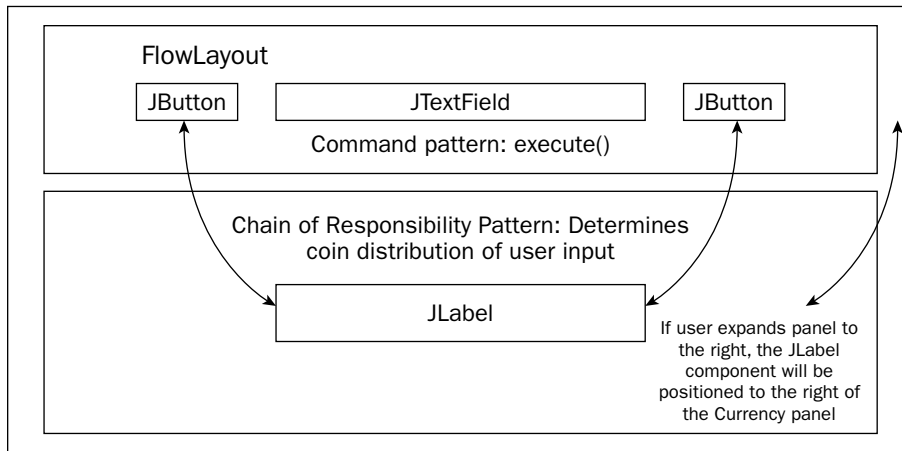 FlowLayout
JButton
JTextField
JButton
Command pattern: execute()
Chain of Responsibility Pattern: Determines
coin distribution of user input
JLabel
If user expands panel to
the right, the JLabel
component will be
positioned to the right of
the Currency panel